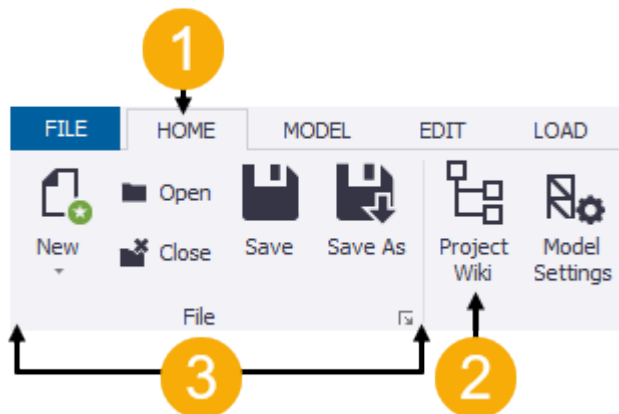 1
FILE HOME MODEL EDIT LOAD
New
Open
Close
Save
Save As
Project
Wiki
Model
Settings
File
3
2